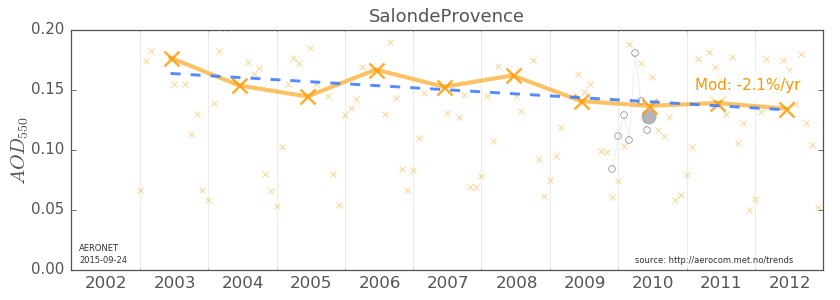 SalondeProvence
0.20
0.15
0.10
0.05
0.00
AOD550
Mod: -2.1%/yr
AERONET
2015-09-24
source: http://aerocom.met.no/trends
2002 2003 2004 2005 2006 2007 2008 2009 2010 2011 2012